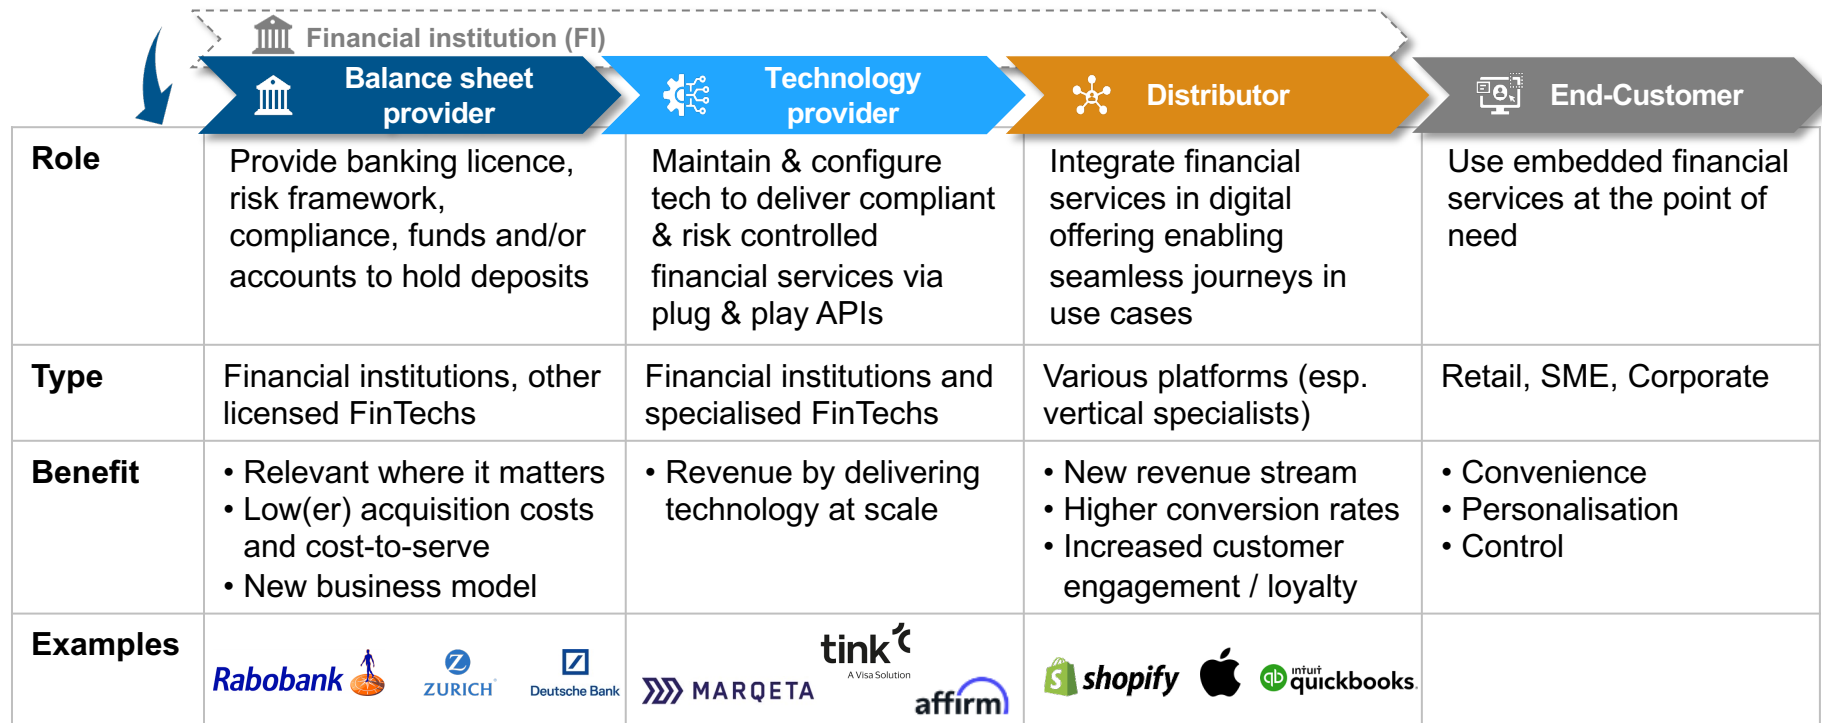 Financial institution (FI)
Balance sheet
provider
Technology
provider
Distributor
End-Customer
Role
Provide banking licence,
risk framework,
compliance, funds and/or
accounts to hold deposits
Maintain & configure
tech to deliver compliant
& risk controlled
financial services via
plug & play APIs
Integrate financial
services in digital
offering enabling
seamless journeys in
use cases
Use embedded financial
services at the point of
need
Type
Financial institutions, other
licensed FinTechs
Financial institutions and
specialised FinTechs
Various platforms (esp.
vertical specialists)
Retail, SME, Corporate
Benefit
• Relevant where it matters
• Low(er) acquisition costs
and cost-to-serve
• New business model
• Revenue by delivering
technology at scale
• New revenue stream
• Higher conversion rates
• Increased customer
engagement / loyalty
• Convenience
• Personalisation
• Control
Examples
Rabobank
Z
ZURICH
Deutsche Bank
MARQETA
tink
A Visa Solution
affirm
shopify
qb
intuit
quickbooks.